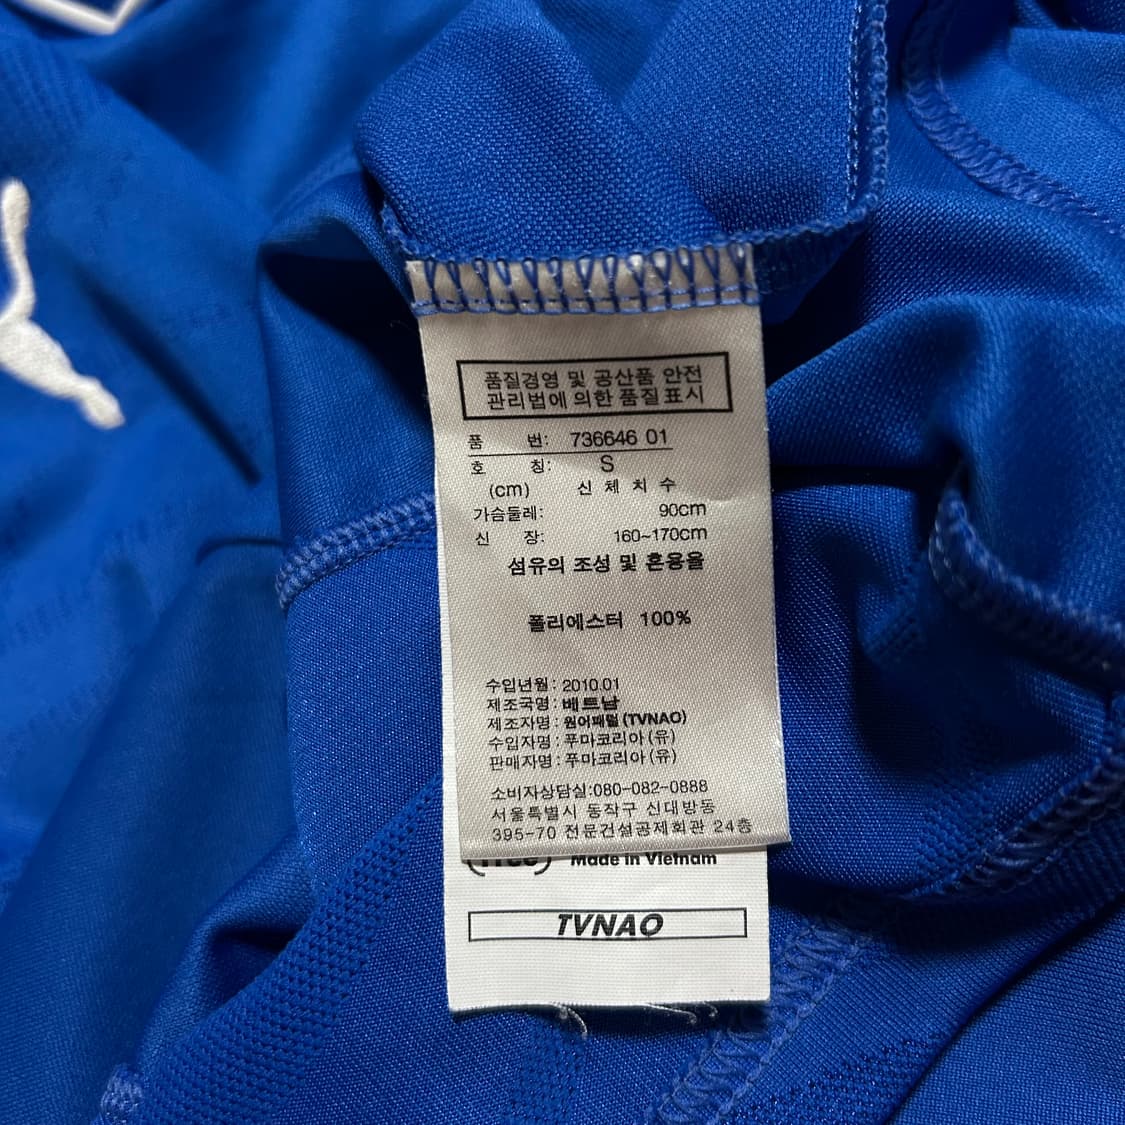 품질경영 및 공산품 안전
관리법에 의한 품질표시
품 번: 736646 01
호 칭: S
(cm) 신 체 치 수
가슴둘레: 90cm
신 장: 160~170cm
섬유의 조성 및 혼용율
폴리에스터 100%
수입년월: 2010.01
제조국명: 베트남
제조자명: 원어패럴 (TVNAO)
수입자명: 푸마코리아 (유)
판매자명: 푸마코리아 (유)
소비자상담실:080-082-0888
서울특별시 동작구 신대방동
395-70 전문건설공제회관 24층
Made in Vietnam
TVNAO